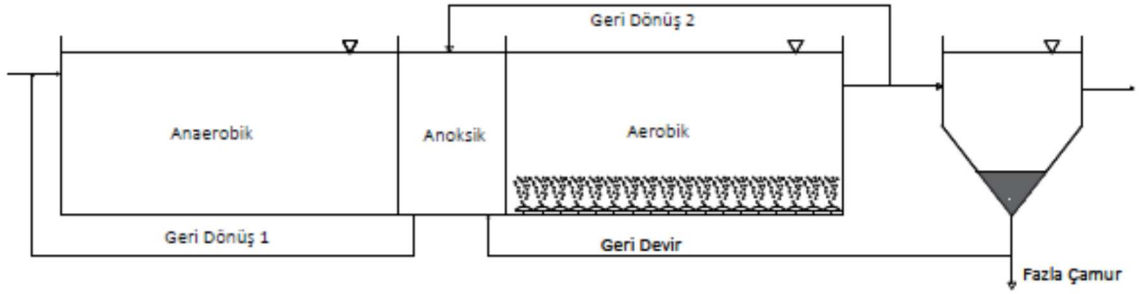 Geri Dönüş 2
Anaerobik
Anoksik
Aerobik
Geri Dönüş 1
Geri Devir
Fazla Çamur